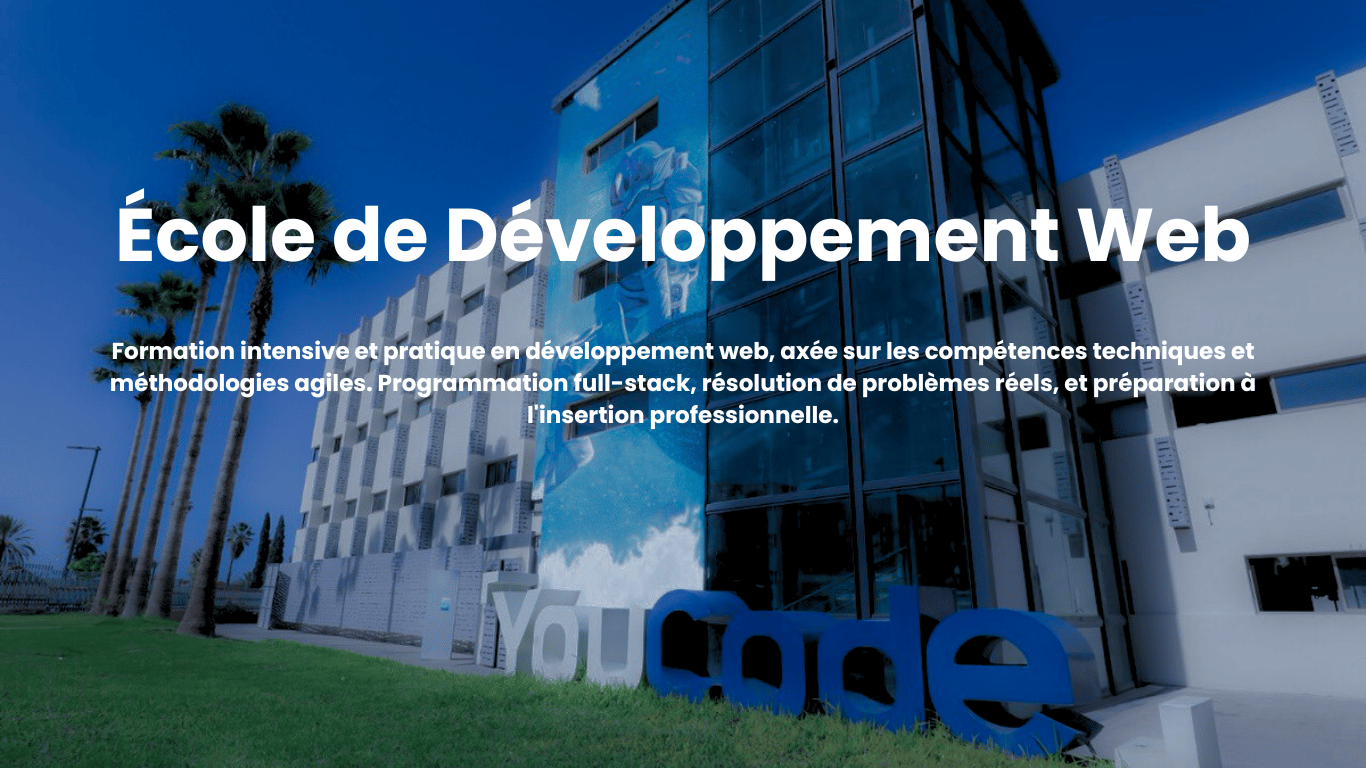 École de Développement Web
Formation intensive et pratique en développement web, axée sur les compétences techniques et
méthodologies agiles. Programmation full-stack, résolution de problèmes réels, et préparation à
l'insertion professionnelle.
YouCode